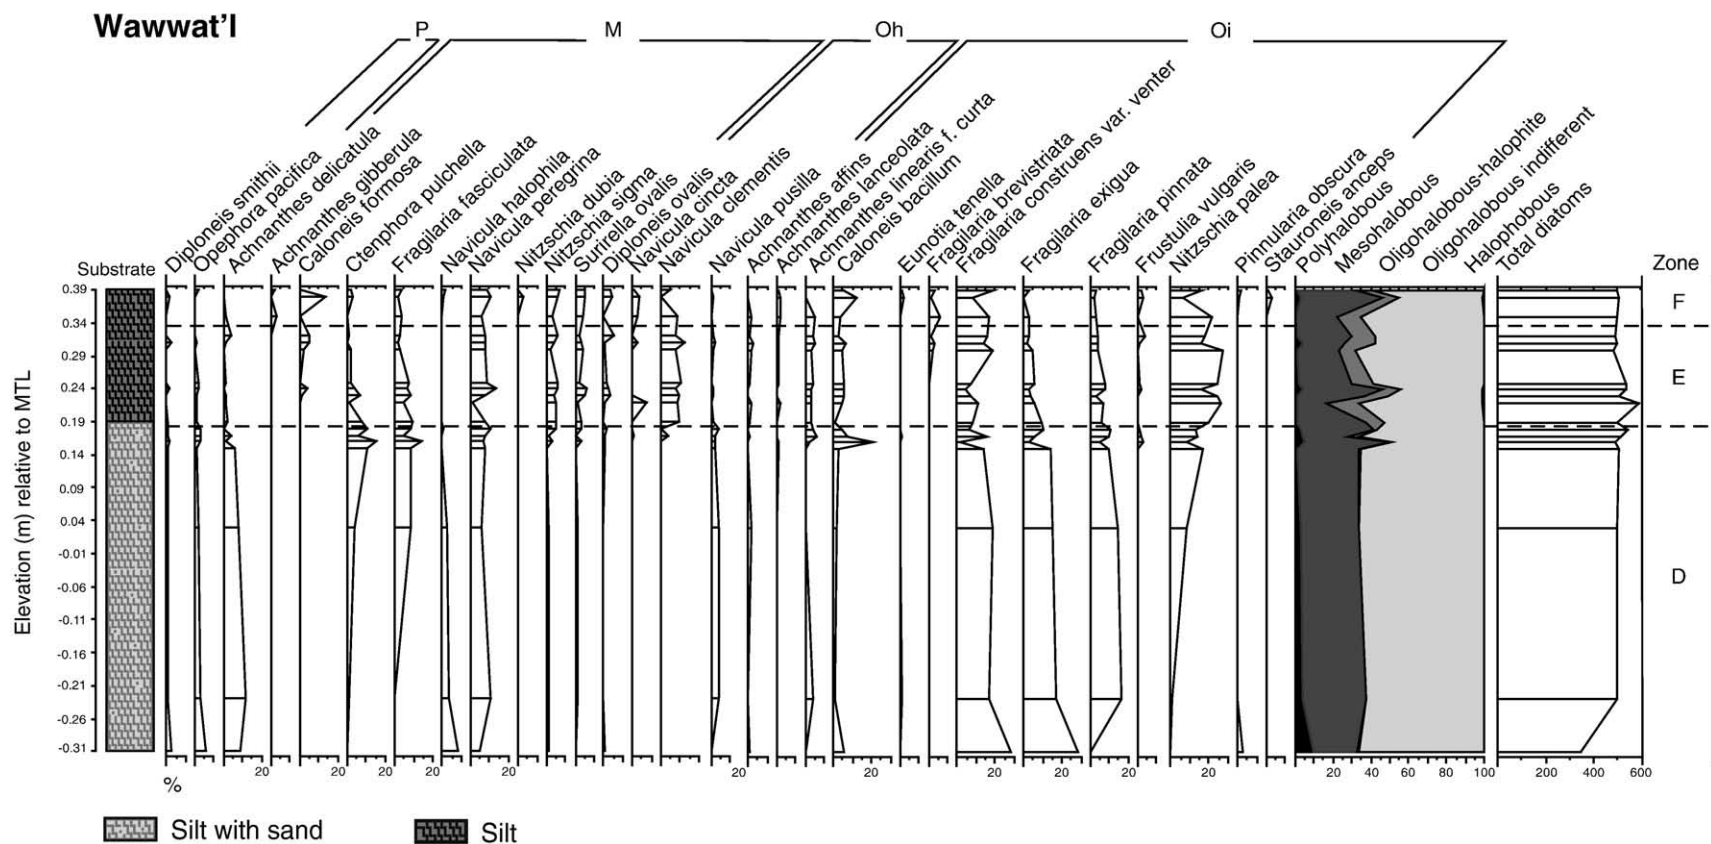 Wawwat'l
P
M
Oh
Oi
Diploneis smithii
Opephora pacifica
Achnanthes delicatula
Achnanthes gibberula
Caloneis formosa
Ctenphora pulchella
Fragilaria fasciculata
Navicula halophila
Navicula peregrina
Nitzschia dubia
Nitzschia sigma
Surirella ovalis
Diploneis ovalis
Navicula cincta
Navicula clementis
Navicula pusilla
Achnanthes affins
Achnanthes lanceolata
Achnanthes linearis f. curta
Caloneis bacillum
Eunotia tenella
Fragilaria brevistriata
Fragilaria construens var. venter
Fragilaria exigua
Fragilaria pinnata
Frustulia vulgaris
Nitzschia palea
Pinnularia obscura
Stauroneis anceps
Polyhalobous
Mesohalobous
Oligohalobous-halophite
Oligohalobous indifferent
Halophobous
Total diatoms
Substrate
Zone
Elevation (m) relative to MTL
0.39
0.34
0.29
0.24
0.19
0.14
0.09
0.04
-0.01
-0.06
-0.11
-0.16
-0.21
-0.26
-0.31
F
E
D
%
20 20 20 20 20 20 20 20 20 20 20 20 20 40 60 80 100 200 400 600
Silt with sand
Silt